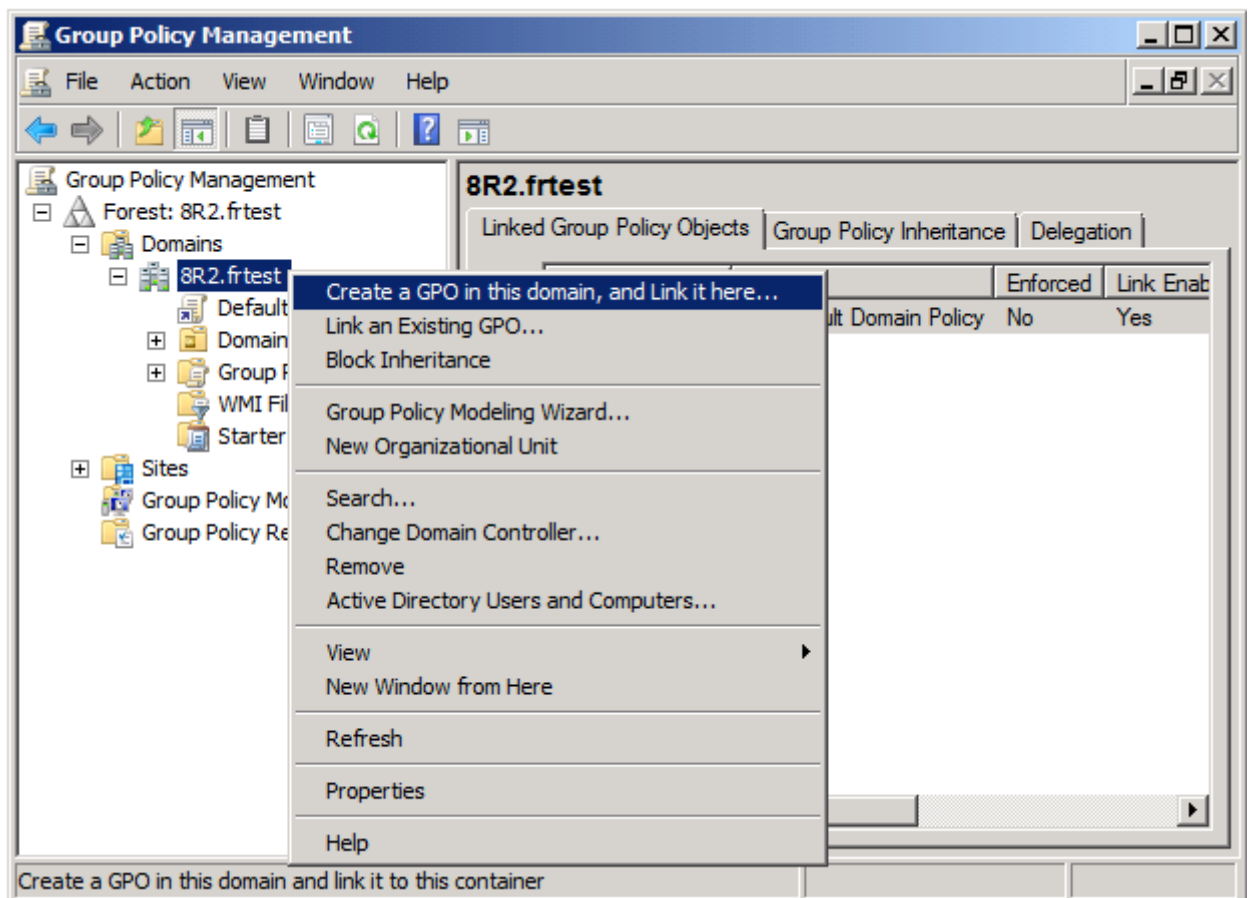 Group Policy Management
File Action View Window Help
Group Policy Management
Forest: 8R2.frtest
Domains
8R2.frtest
Default
Domain
Group
WMI
Starter
Sites
Group Policy
Group Policy
8R2.frtest
Linked Group Policy Objects Group Policy Inheritance Delegation
Enforced Link Enab
Domain Policy No Yes
Create a GPO in this domain, and Link it here...
Link an Existing GPO...
Block Inheritance
Group Policy Modeling Wizard...
New Organizational Unit
Search...
Change Domain Controller...
Remove
Active Directory Users and Computers...
View
New Window from Here
Refresh
Properties
Help
Create a GPO in this domain and link it to this container